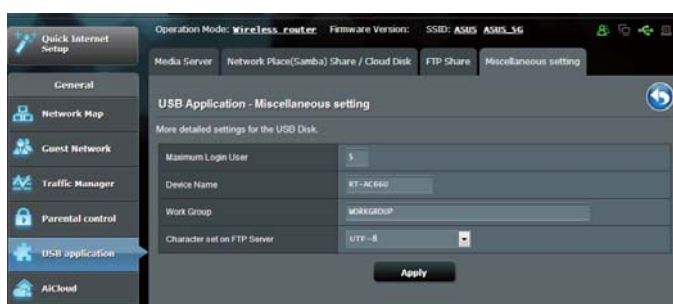 Quick Internet
Setup
Operation Mode: Wireless router Firmware Version: SSID: ASUS ASUS_5G
Media Server Network Place(Samba) Share / Cloud Disk FTP Share Miscellaneous setting
General
Network Map
Guest Network
Traffic Manager
Parental control
USB application
AiCloud
USB Application - Miscellaneous setting
More detailed settings for the USB Disk.
Maximum Login User 5
Device Name RT-AC66U
Work Group WORKGROUP
Character set on FTP Server UTF-8
Apply